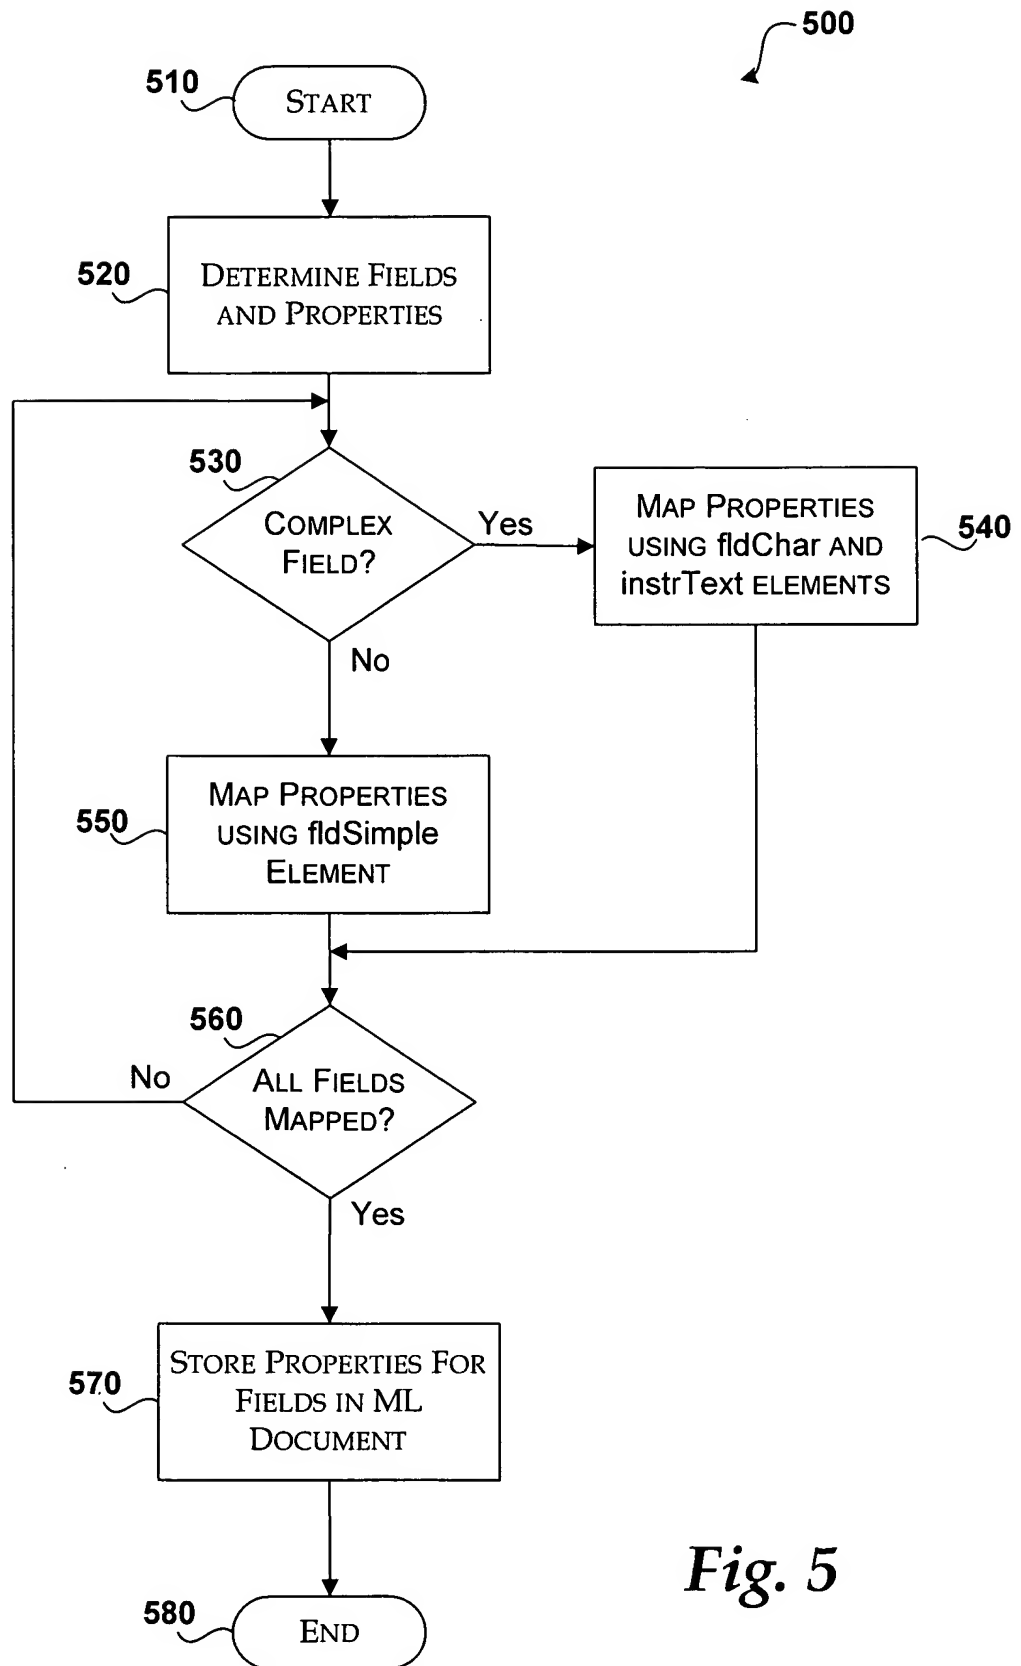 500
510
START
520
DETERMINE FIELDS
AND PROPERTIES
530
COMPLEX
FIELD?
Yes
MAP PROPERTIES
USING fldChar AND
instrText ELEMENTS
540
No
550
MAP PROPERTIES
USING fldSimple
ELEMENT
560
No
ALL FIELDS
MAPPED?
Yes
570
STORE PROPERTIES FOR
FIELDS IN ML
DOCUMENT
580
END
Fig. 5